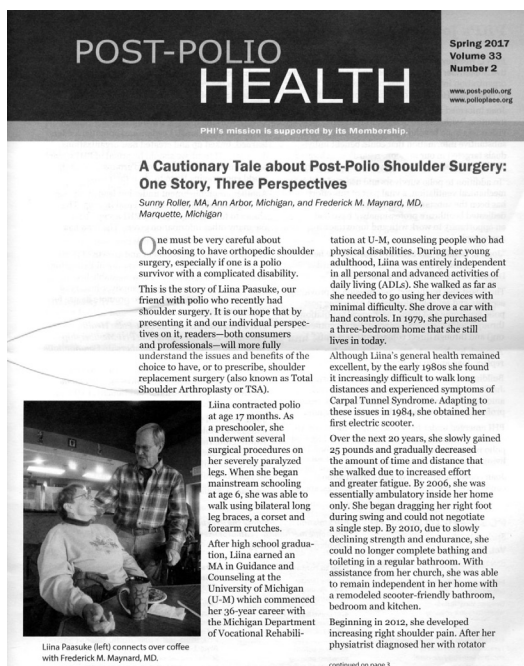 POST-POLIO
HEALTH
Spring 2017
Volume 33
Number 2
www.post-polio.org
www.polioplace.org
PHI's mission is supported by its Membership.
A Cautionary Tale about Post-Polio Shoulder Surgery:
One Story, Three Perspectives
Sunny Roller, MA, Ann Arbor, Michigan, and Frederick M. Maynard, MD,
Marquette, Michigan
One must be very careful about
choosing to have orthopedic shoulder
surgery, especially if one is a polio
survivor with a complicated disability.
This is the story of Liina Paasuke, our
friend with polio who recently had
shoulder surgery. It is our hope that by
presenting it and our individual perspec-
tives on it, readers—both consumers
and professionals—will more fully
understand the issues and benefits of the
choice to have, or to prescribe, shoulder
replacement surgery (also known as Total
Shoulder Arthroplasty or TSA).
Liina contracted polio
at age 17 months. As
a preschooler, she
underwent several
surgical procedures on
her severely paralyzed
legs. When she began
mainstream schooling
at age 6, she was able to
walk using bilateral long
leg braces, a corset and
forearm crutches.
After high school gradua-
tion, Liina earned an
MA in Guidance and
Counseling at the
University of Michigan
(U-M) which commenced
her 36-year career with
the Michigan Department
of Vocational Rehabili-
Liina Paasuke (left) connects over coffee
with Frederick M. Maynard, MD.
tation at U-M, counseling people who had
physical disabilities. During her young
adulthood, Liina was entirely independent
in all personal and advanced activities of
daily living (ADLs). She walked as far as
she needed to go using her devices with
minimal difficulty. She drove a car with
hand controls. In 1979, she purchased
a three-bedroom home that she still
lives in today.
Although Liina's general health remained
excellent, by the early 1980s she found
it increasingly difficult to walk long
distances and experienced symptoms of
Carpal Tunnel Syndrome. Adapting to
these issues in 1984, she obtained her
first electric scooter.
Over the next 20 years, she slowly gained
25 pounds and gradually decreased
the amount of time and distance that
she walked due to increased effort
and greater fatigue. By 2006, she was
essentially ambulatory inside her home
only. She began dragging her right foot
during swing and could not negotiate
a single step. By 2010, due to slowly
declining strength and endurance, she
could no longer complete bathing and
toileting in a regular bathroom. With
assistance from her church, she was able
to remain independent in her home with
a remodeled scooter-friendly bathroom,
bedroom and kitchen.
Beginning in 2012, she developed
increasing right shoulder pain. After her
physiatrist diagnosed her with rotator
continued on page 3